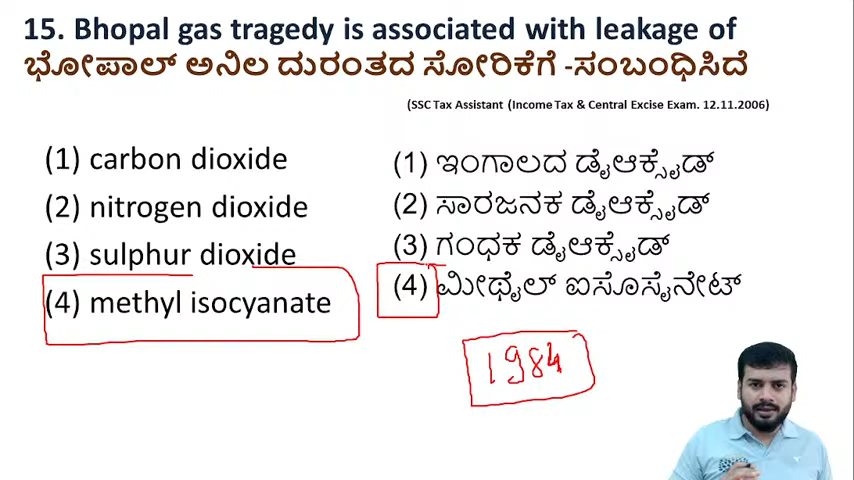 15. Bhopal gas tragedy is associated with leakage of
ಭೋಪಾಲ್ ಅನಿಲ ದುರಂತದ ಸೋರಿಕೆಗೆ -ಸಂಬಂಧಿಸಿದೆ
(SSC Tax Assistant (Income Tax & Central Excise Exam. 12.11.2006)
(1) carbon dioxide
(2) nitrogen dioxide
(3) sulphur dioxide
(4) methyl isocyanate
(1) ಇಂಗಾಲದ ಡೈಆಕ್ಸೈಡ್
(2) ಸಾರಜನಕ ಡೈಆಕ್ಸೈಡ್
(3) ಗಂಧಕ ಡೈಆಕ್ಸೈಡ್
(4) ಮೀಥೈಲ್ ಐಸೊಸೈನೇಟ್
1984